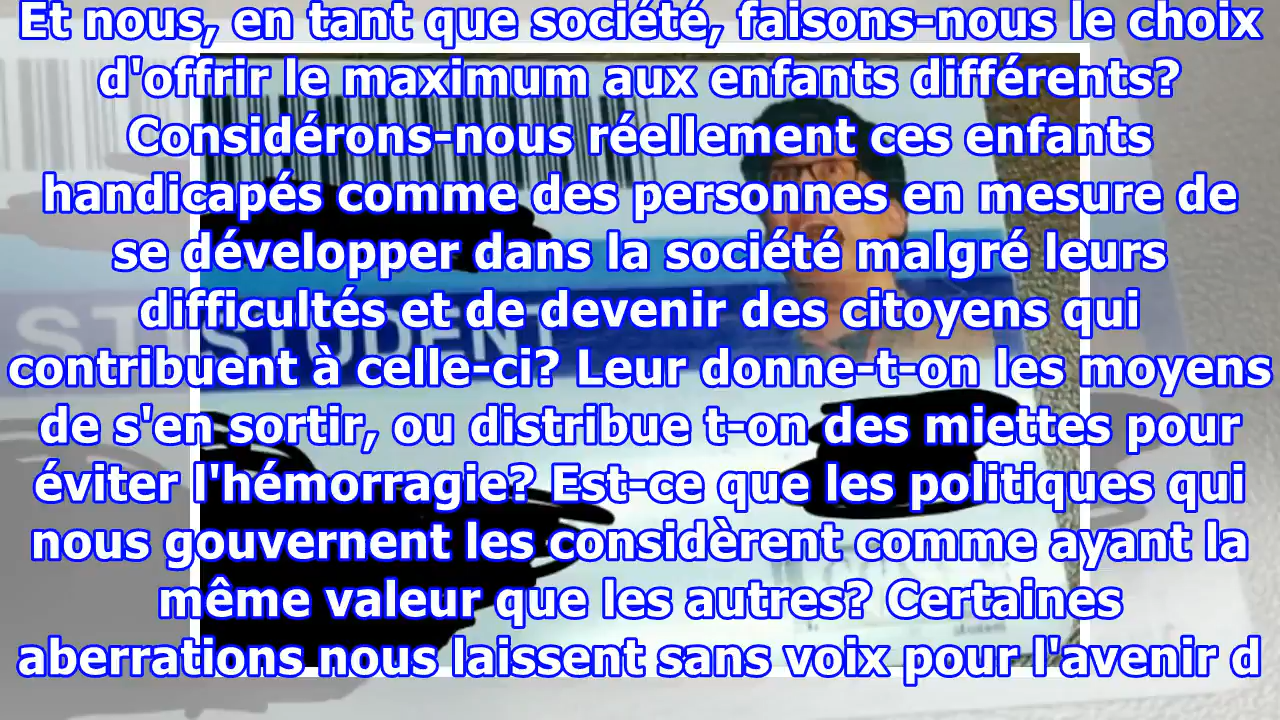 Et nous, en tant que société, faisons-nous le choix
d'offrir le maximum aux enfants différents?
Considérons-nous réellement ces enfants
handicapés comme des personnes en mesure de
se développer dans la société malgré leurs
difficultés et de devenir des citoyens qui
STUDENT
contribuent à celle-ci? Leur donne-t-on les moyens
de s'en sortir, ou distribue t-on des miettes pour
éviter l'hémorragie? Est-ce que les politiques qui
nous gouvernent les considèrent comme ayant la
même valeur que les autres? Certaines
aberrations nous laissent sans voix pour l'avenir d